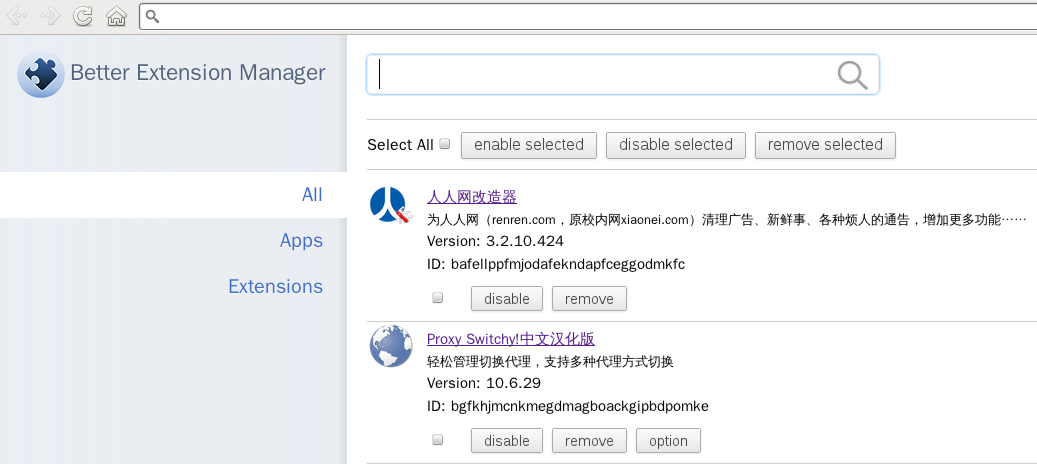 Better Extension Manager
All
Apps
Extensions
Select All enable selected disable selected remove selected
人人网改造器
为人人网（renren.com，原校内网xiaonei.com）清理广告、新鲜事、各种烦人的通告，增加更多功能……
Version: 3.2.10.424
ID: bafellppfmjodafekndapfceggodmkfc
disable remove
Proxy Switchy!中文汉化版
轻松管理切换代理，支持多种代理方式切换
Version: 10.6.29
ID: bgfkhjmcnkmegdmagboackgipbdpomke
disable remove option